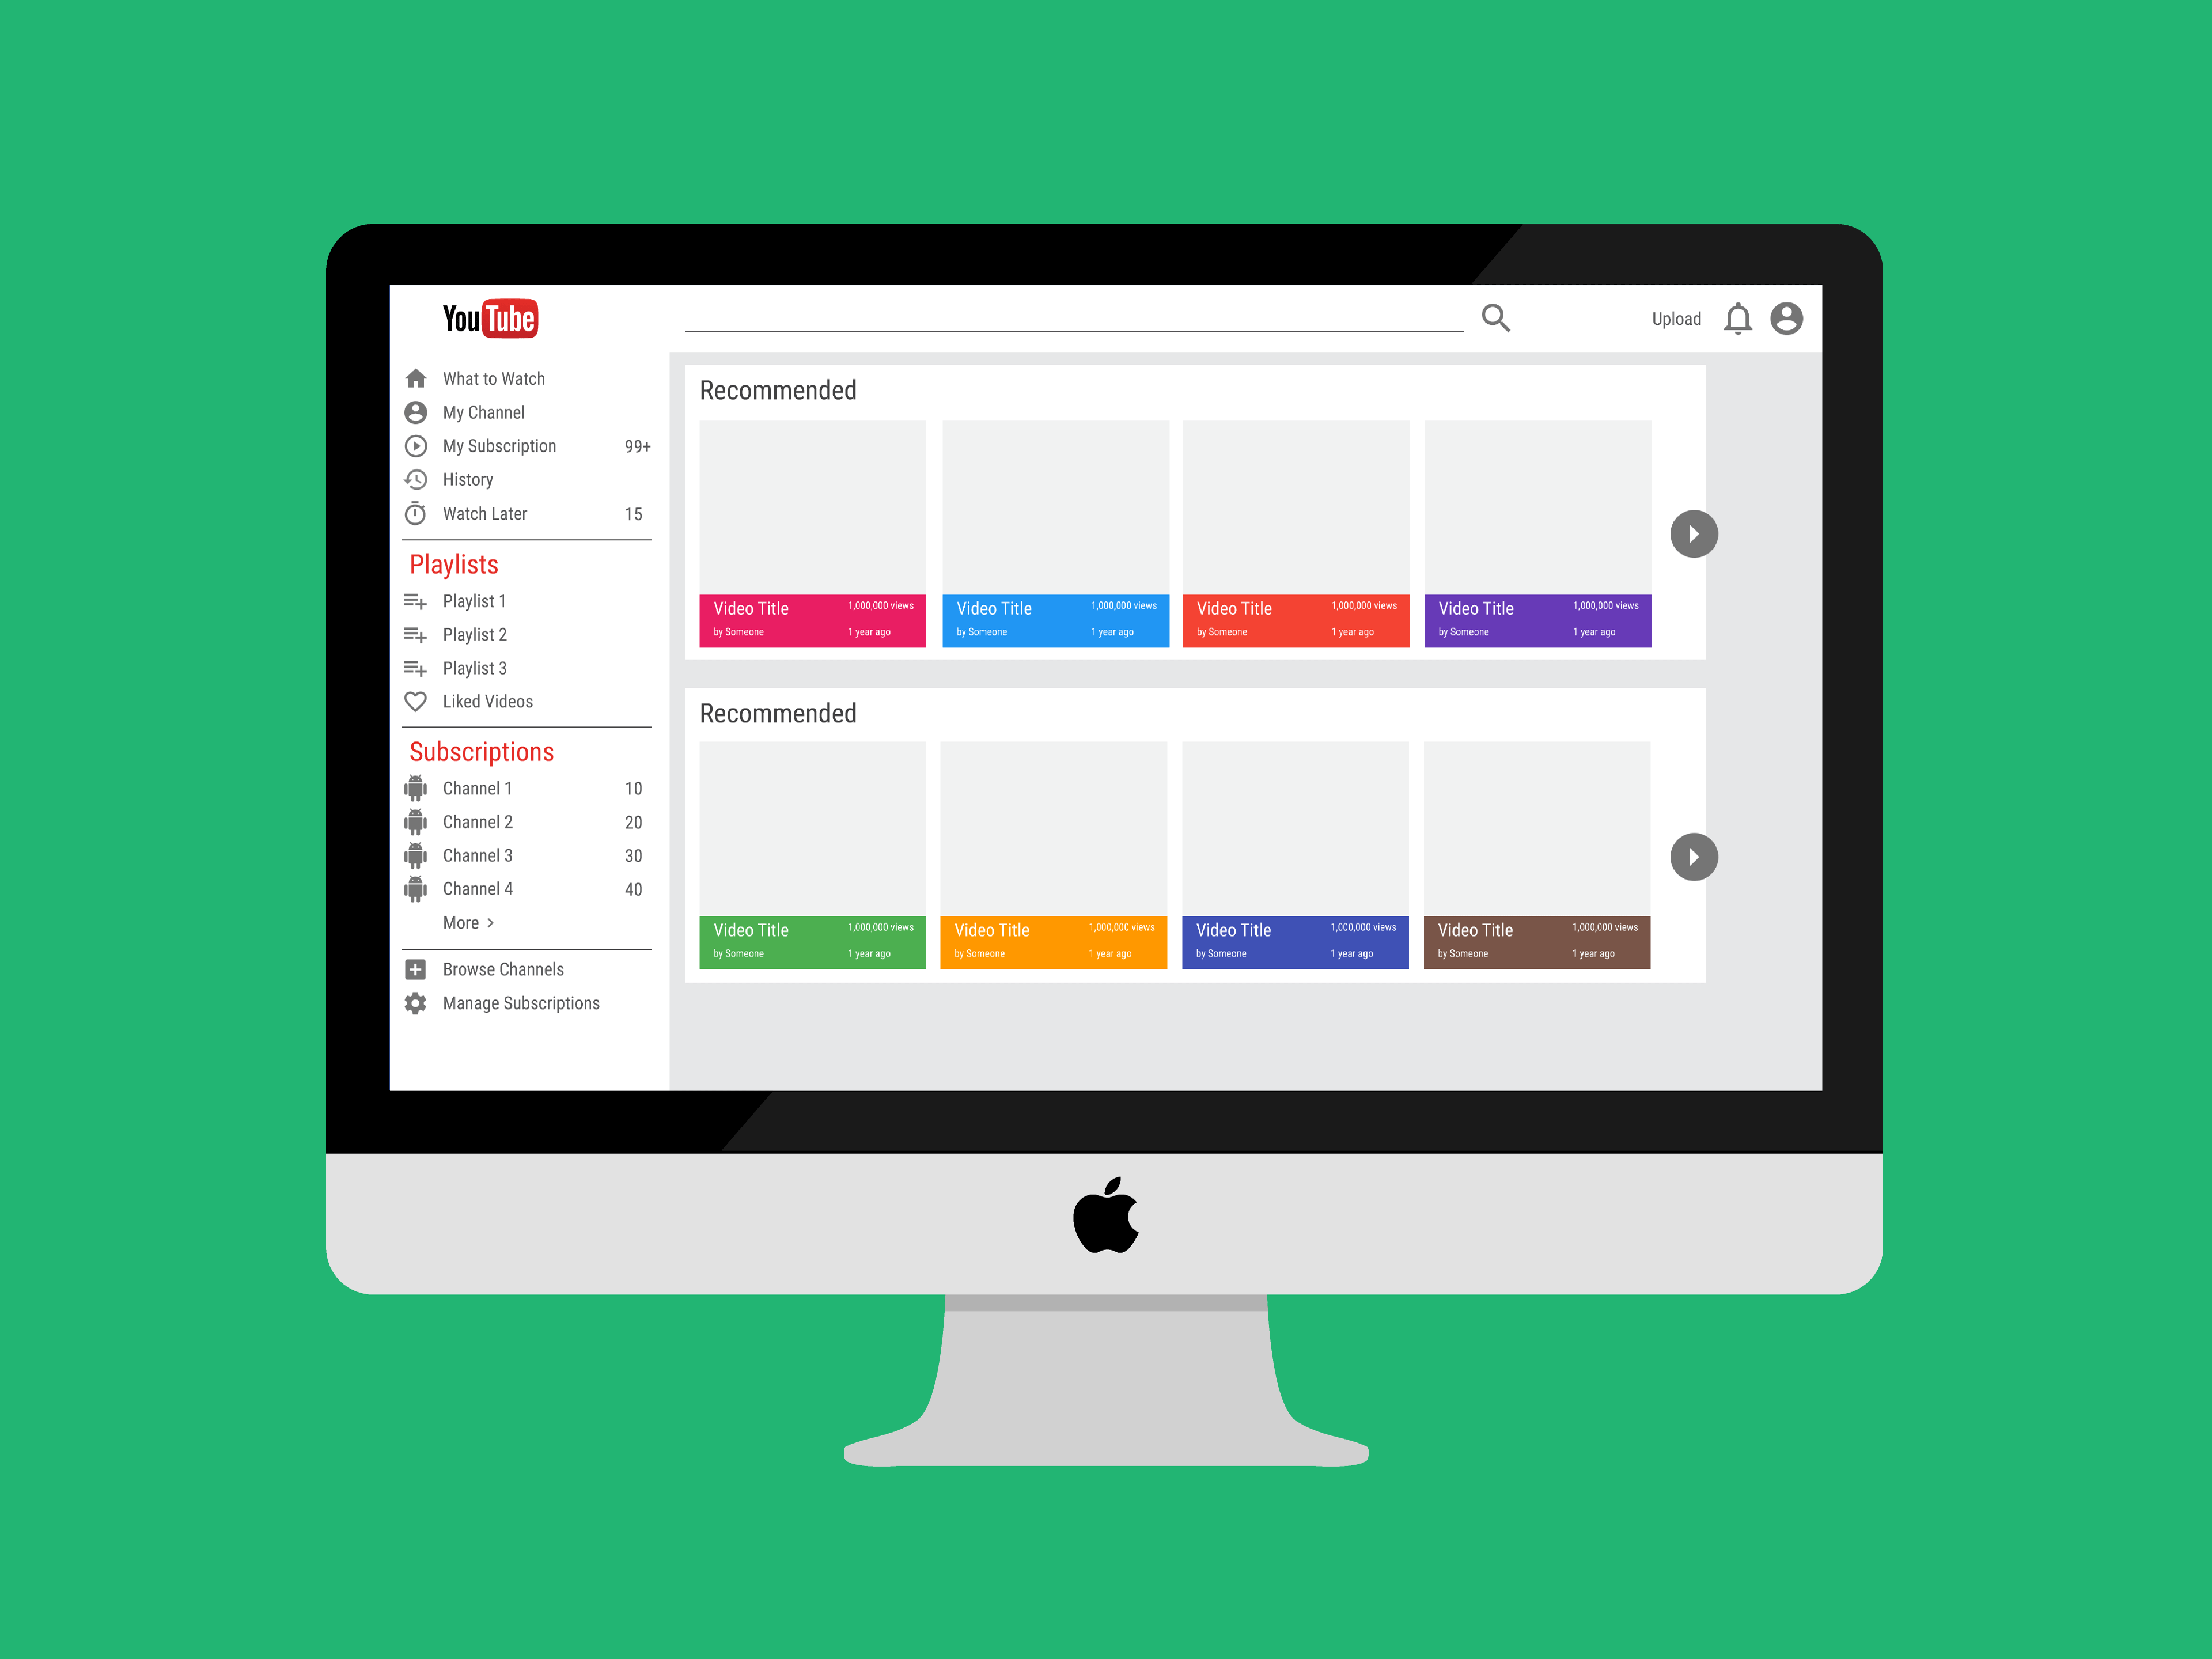 YouTube
Upload
What to Watch
My Channel
My Subscription 99+
History
Watch Later 15
Playlists
Playlist 1
Playlist 2
Playlist 3
Liked Videos
Subscriptions
Channel 1 10
Channel 2 20
Channel 3 30
Channel 4 40
More >
Browse Channels
Manage Subscriptions
Recommended
Video Title 1,000,000 views
by Someone 1 year ago
Video Title 1,000,000 views
by Someone 1 year ago
Video Title 1,000,000 views
by Someone 1 year ago
Video Title 1,000,000 views
by Someone 1 year ago
Recommended
Video Title 1,000,000 views
by Someone 1 year ago
Video Title 1,000,000 views
by Someone 1 year ago
Video Title 1,000,000 views
by Someone 1 year ago
Video Title 1,000,000 views
by Someone 1 year ago